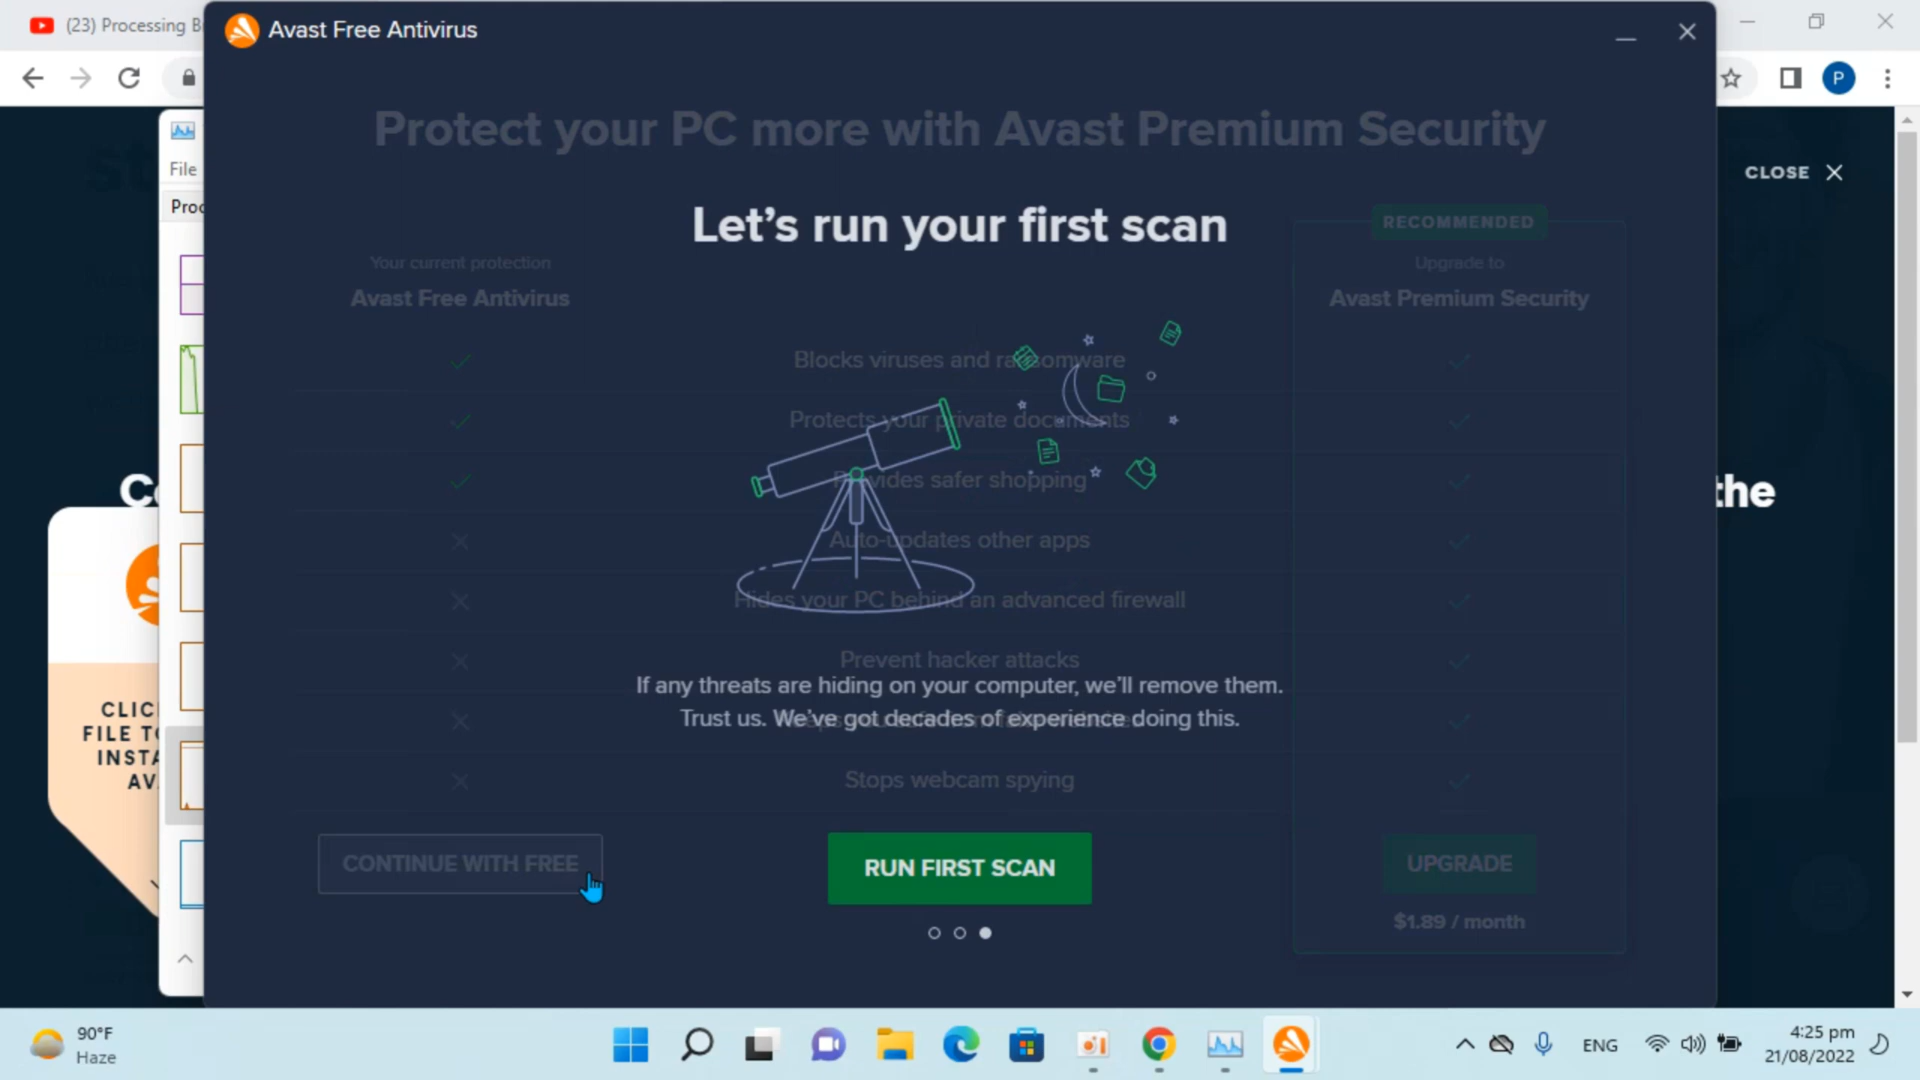 (23) Processing B
Avast Free Antivirus
Protect your PC more with Avast Premium Security
CLOSE
File
Proc
Let's run your first scan
RECOMMENDED
Your current protection
Avast Free Antivirus
Upgrade to
Avast Premium Security
Blocks viruses and ransomware
Protects your private documents
Provides safer shopping
Auto-updates other apps
Hides your PC behind an advanced firewall
Prevent hacker attacks
If any threats are hiding on your computer, we'll remove them.
Trust us. We've got decades of experience doing this.
Stops webcam spying
CONTINUE WITH FREE
RUN FIRST SCAN
UPGRADE
$1.89 / month
the
CLIC
FILE TO
INSTA
AV
90°F
Haze
P
ENG
4:25 pm
21/08/2022